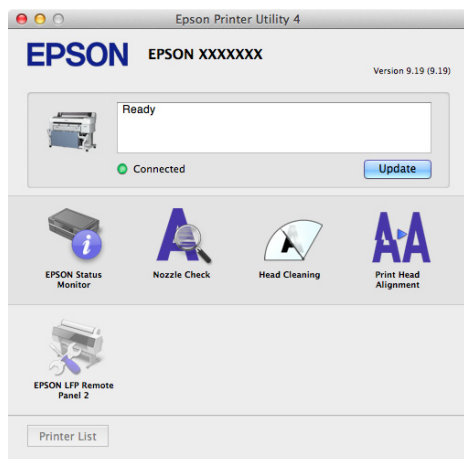 Epson Printer Utility 4
EPSON EPSON XXXXXXX
Version 9.19 (9.19)
Ready
Connected
Update
EPSON Status
Monitor
Nozzle Check
Head Cleaning
Print Head
Alignment
EPSON LFP Remote
Panel 2
Printer List